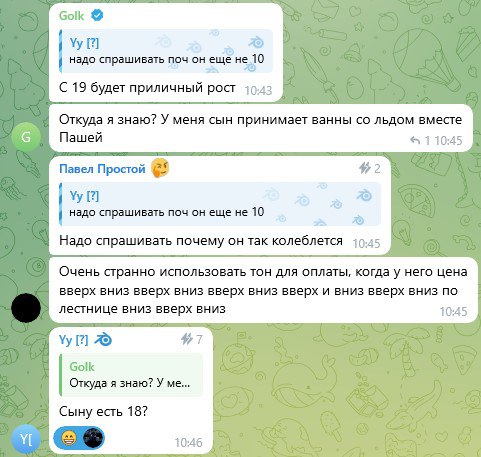 Golk
Yy [?]
надо спрашивать поч он еще не 10
С 19 будет приличный рост 10:43
Откуда я знаю? У меня сын принимает ванны со льдом вместе
Пашей
1 10:45
G
Павел Простой 2
Yy [?]
надо спрашивать поч он еще не 10
Надо спрашивать почему он так колеблется 10:45
Очень странно использовать тон для оплаты, когда у него цена
вверх вниз вверх вниз вверх вниз вверх и вниз вверх вниз по
лестнице вниз вверх вниз
10:45
Yy [?] 7
Golk
Откуда я знаю? У ме...
Сыну есть 18?
10:46
Y[